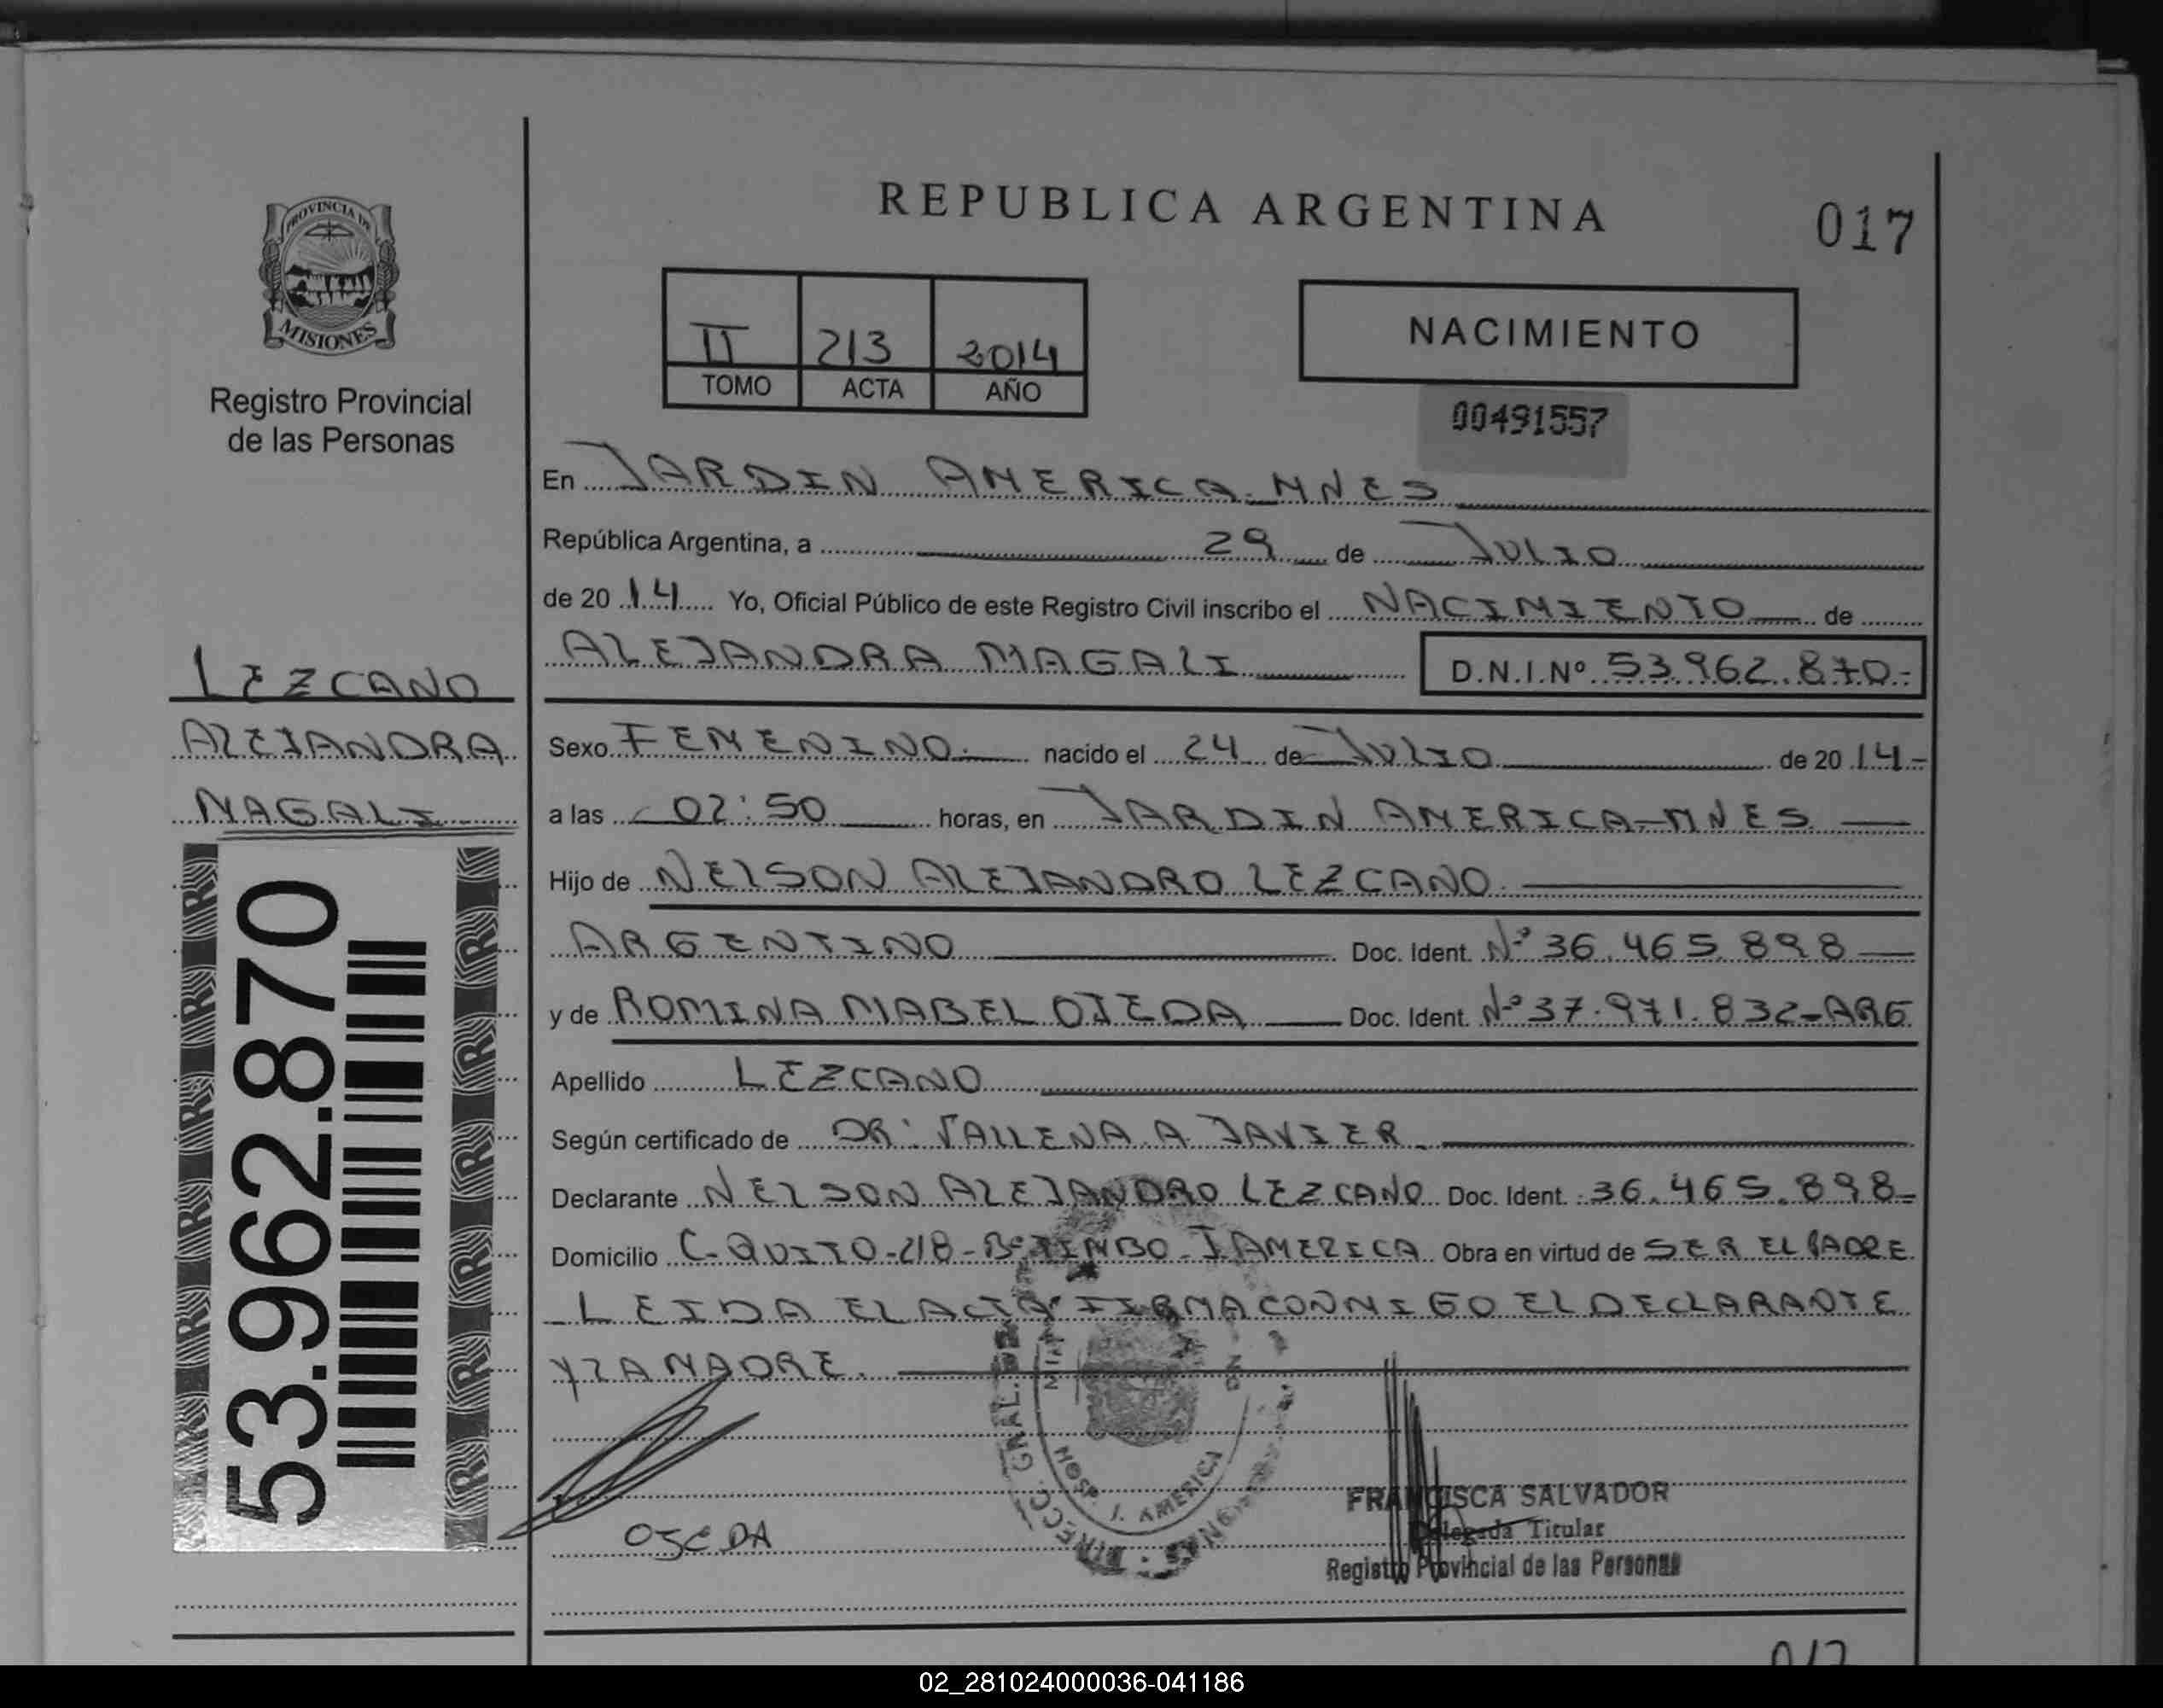 PROVINCIA DE
MISIONES
Registro Provincial
de las Personas
LEZCANO
ALEJANDRA
MAGALI
53.962.870
REPUBLICA ARGENTINA
017
II 213 2014
TOMO ACTA AÑO
NACIMIENTO
00491557
En JARDIN AMERICA-MNES
República Argentina, a 29 de JULIO
de 2014 Yo, Oficial Público de este Registro Civil inscribo el NACIMIENTO de
ALEJANDRA MAGALI D.N.I.Nº 53.962.870-
Sexo FEMENINO.- nacido el 24 de JULIO de 2014-
a las 02:50 horas, en JARDIN AMERICA-MNES
Hijo de NELSON ALEJANDRO LEZCANO.
ARGENTINO Doc. Ident. Nº 36.465.898
y de ROMINA MABEL OJEDA Doc. Ident. Nº 37.971.832-ARG
Apellido LEZCANO
Según certificado de DR: VALLENA A JAVIER
Declarante NELSON ALEJANDRO LEZCANO Doc. Ident. 36.465.898-
Domicilio C-QUITO-218-Bº TIMBO-J.AMERICA Obra en virtud de SER EL PADRE
LEIDA EL ACTA FIRMA CONMIGO EL DECLARANTE
Y LA MADRE.
HOSP. J. AMERICA
DIRECC. GRAL.
OJEDA
FRANCISCA SALVADOR
Delegada Titular
Registro Provincial de las Personas
02_281024000036-041186